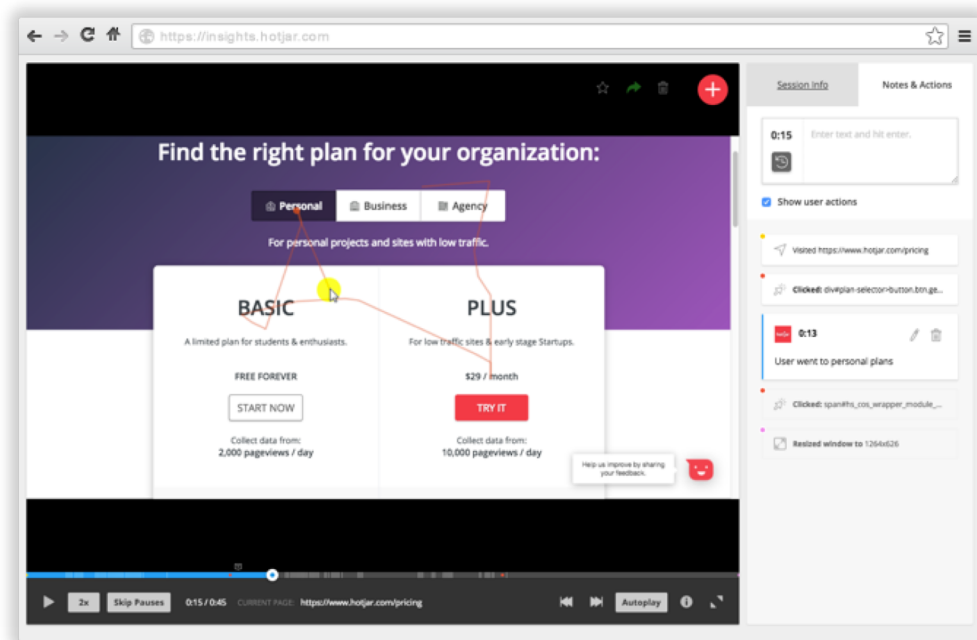 https://insights.hotjar.com
Session Info
Notes & Actions
0:15
Enter text and hit enter.
Show user actions
Visited https://www.hotjar.com/pricing
Clicked: div#plan-selector>button.btn.ge...
0:13
User went to personal plans
Clicked: span#hs_cos_wrapper_module_...
Resized window to 1264x626
Find the right plan for your organization:
Personal
Business
Agency
For personal projects and sites with low traffic.
BASIC
A limited plan for students & enthusiasts.
FREE FOREVER
START NOW
Collect data from:
2,000 pageviews / day
PLUS
For low traffic sites & early stage Startups.
$29 / month
TRY IT
Collect data from:
10,000 pageviews / day
Help us improve by sharing
your feedback.
2x
Skip Pauses
0:15 / 0:45
CURRENT PAGE: https://www.hotjar.com/pricing
Autoplay